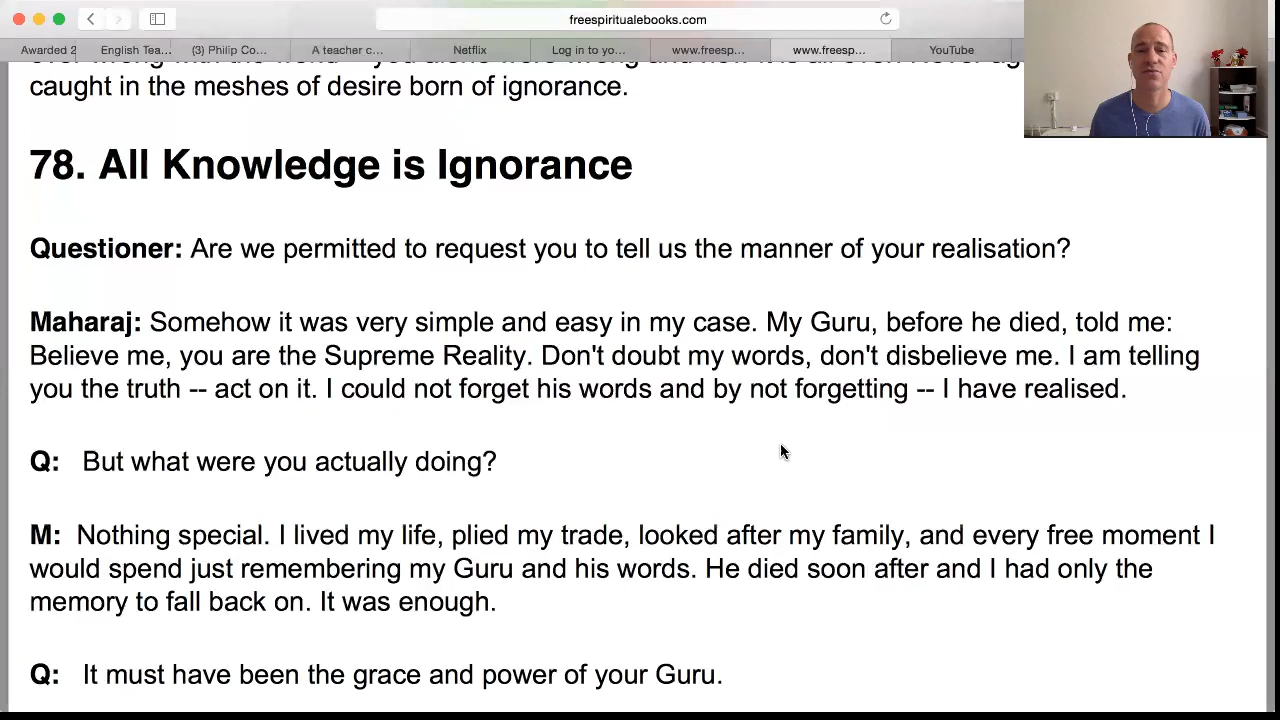 freespiritualebooks.com
Awarded 2
English Tea...
(3) Philip Co...
A teacher c...
Netflix
Log in to yo...
www.freesp...
www.freesp...
YouTube
caught in the meshes of desire born of ignorance.
78. All Knowledge is Ignorance
Questioner: Are we permitted to request you to tell us the manner of your realisation?
Maharaj: Somehow it was very simple and easy in my case. My Guru, before he died, told me:
Believe me, you are the Supreme Reality. Don't doubt my words, don't disbelieve me. I am telling
you the truth -- act on it. I could not forget his words and by not forgetting -- I have realised.
Q: But what were you actually doing?
M: Nothing special. I lived my life, plied my trade, looked after my family, and every free moment I
would spend just remembering my Guru and his words. He died soon after and I had only the
memory to fall back on. It was enough.
Q: It must have been the grace and power of your Guru.